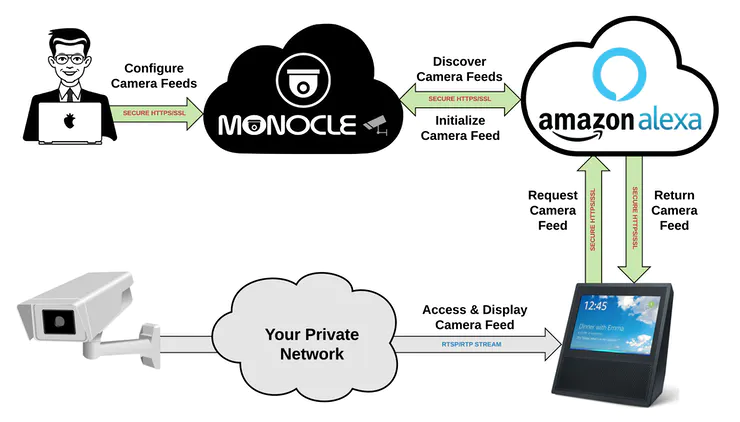 Configure
Camera Feeds
SECURE HTTPS/SSL
MONOCLE
Discover
Camera Feeds
SECURE HTTPS/SSL
Initialize
Camera Feed
amazon alexa
Request
Camera
Feed
SECURE HTTPS/SSL
SECURE HTTPS/SSL
Return
Camera
Feed
Your Private
Network
Access & Display
Camera Feed
RTSP/RTP STREAM
12:45
Dinner with Emma